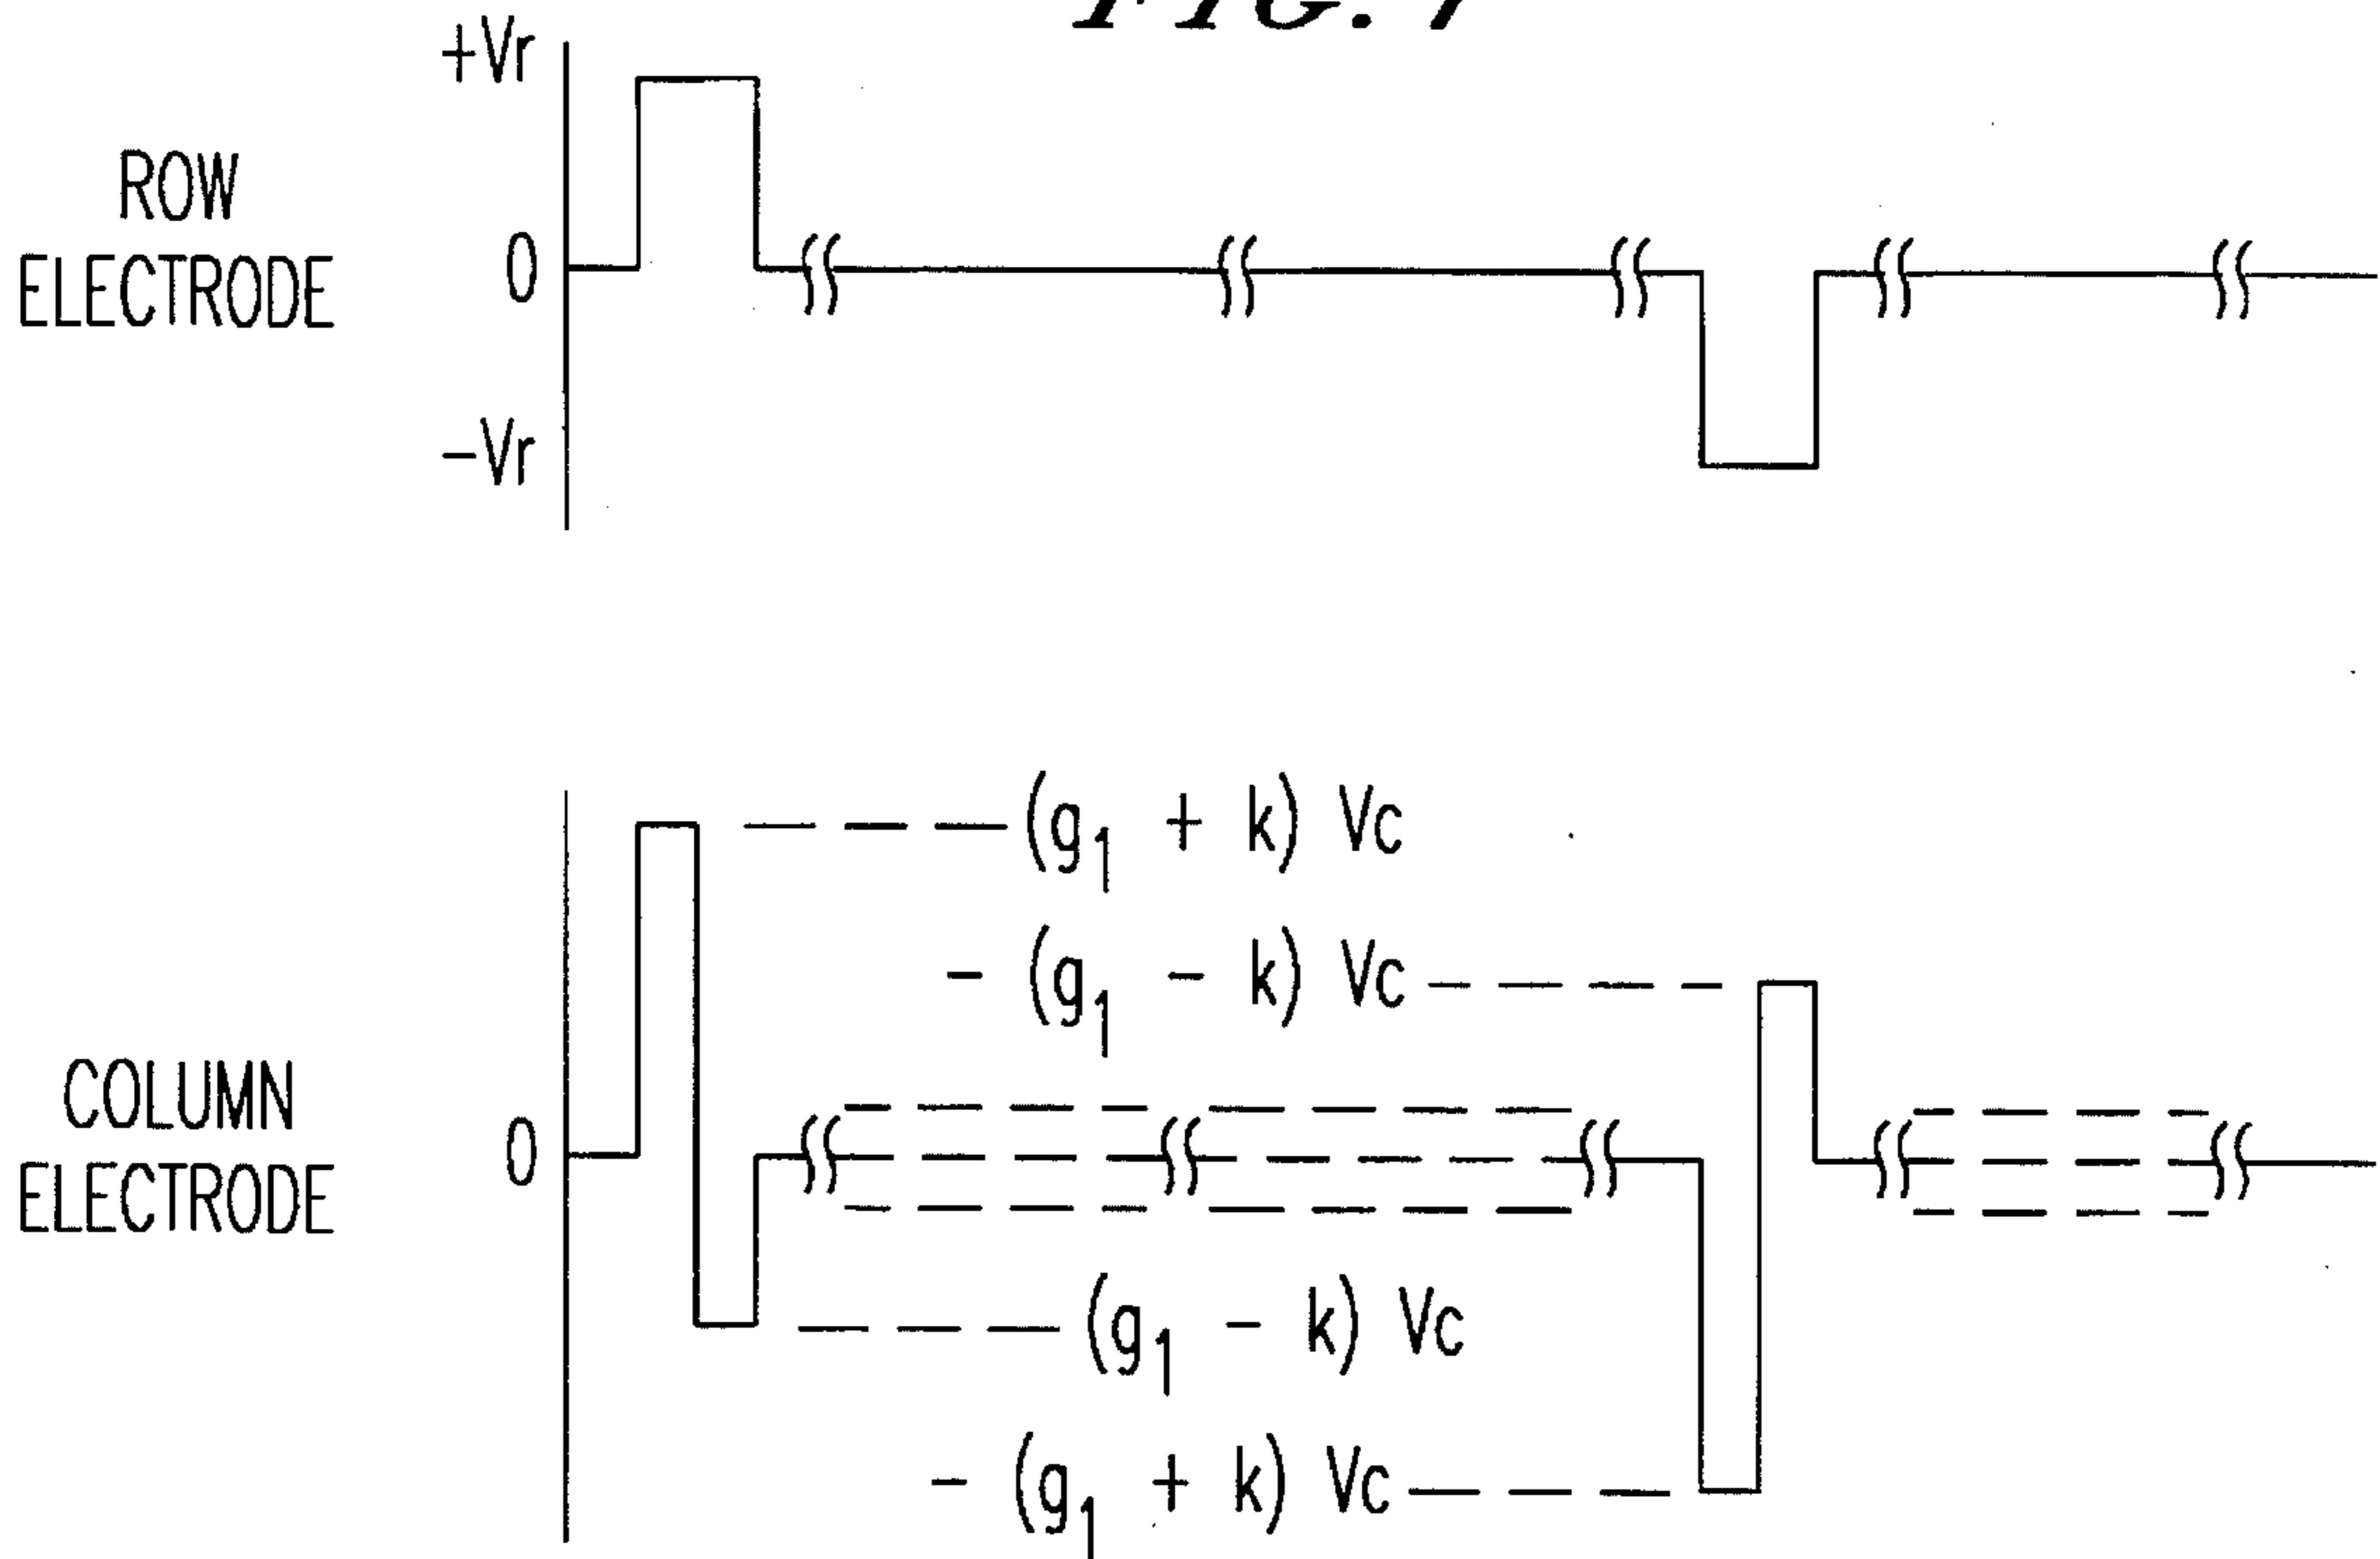 +Vr
ROW
ELECTRODE
0
-Vr
(g1 + k) Vc
- (g1 - k) Vc
COLUMN
ELECTRODE
0
(g1 - k) Vc
- (g1 + k) Vc